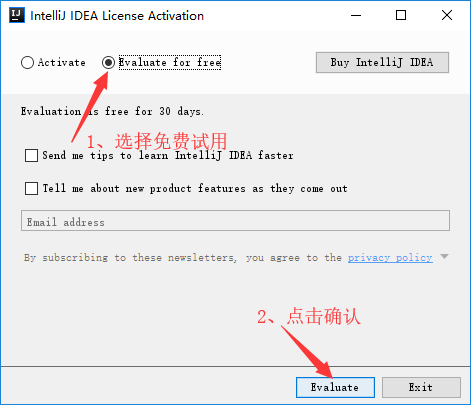 IntelliJ IDEA License Activation
Activate Evaluate for free Buy IntelliJ IDEA
Evaluation is free for 30 days.
1、选择免费试用
Send me tips to learn IntelliJ IDEA faster
Tell me about new product features as they come out
Email address
By subscribing to these newsletters, you agree to the privacy policy
2、点击确认
Evaluate Exit